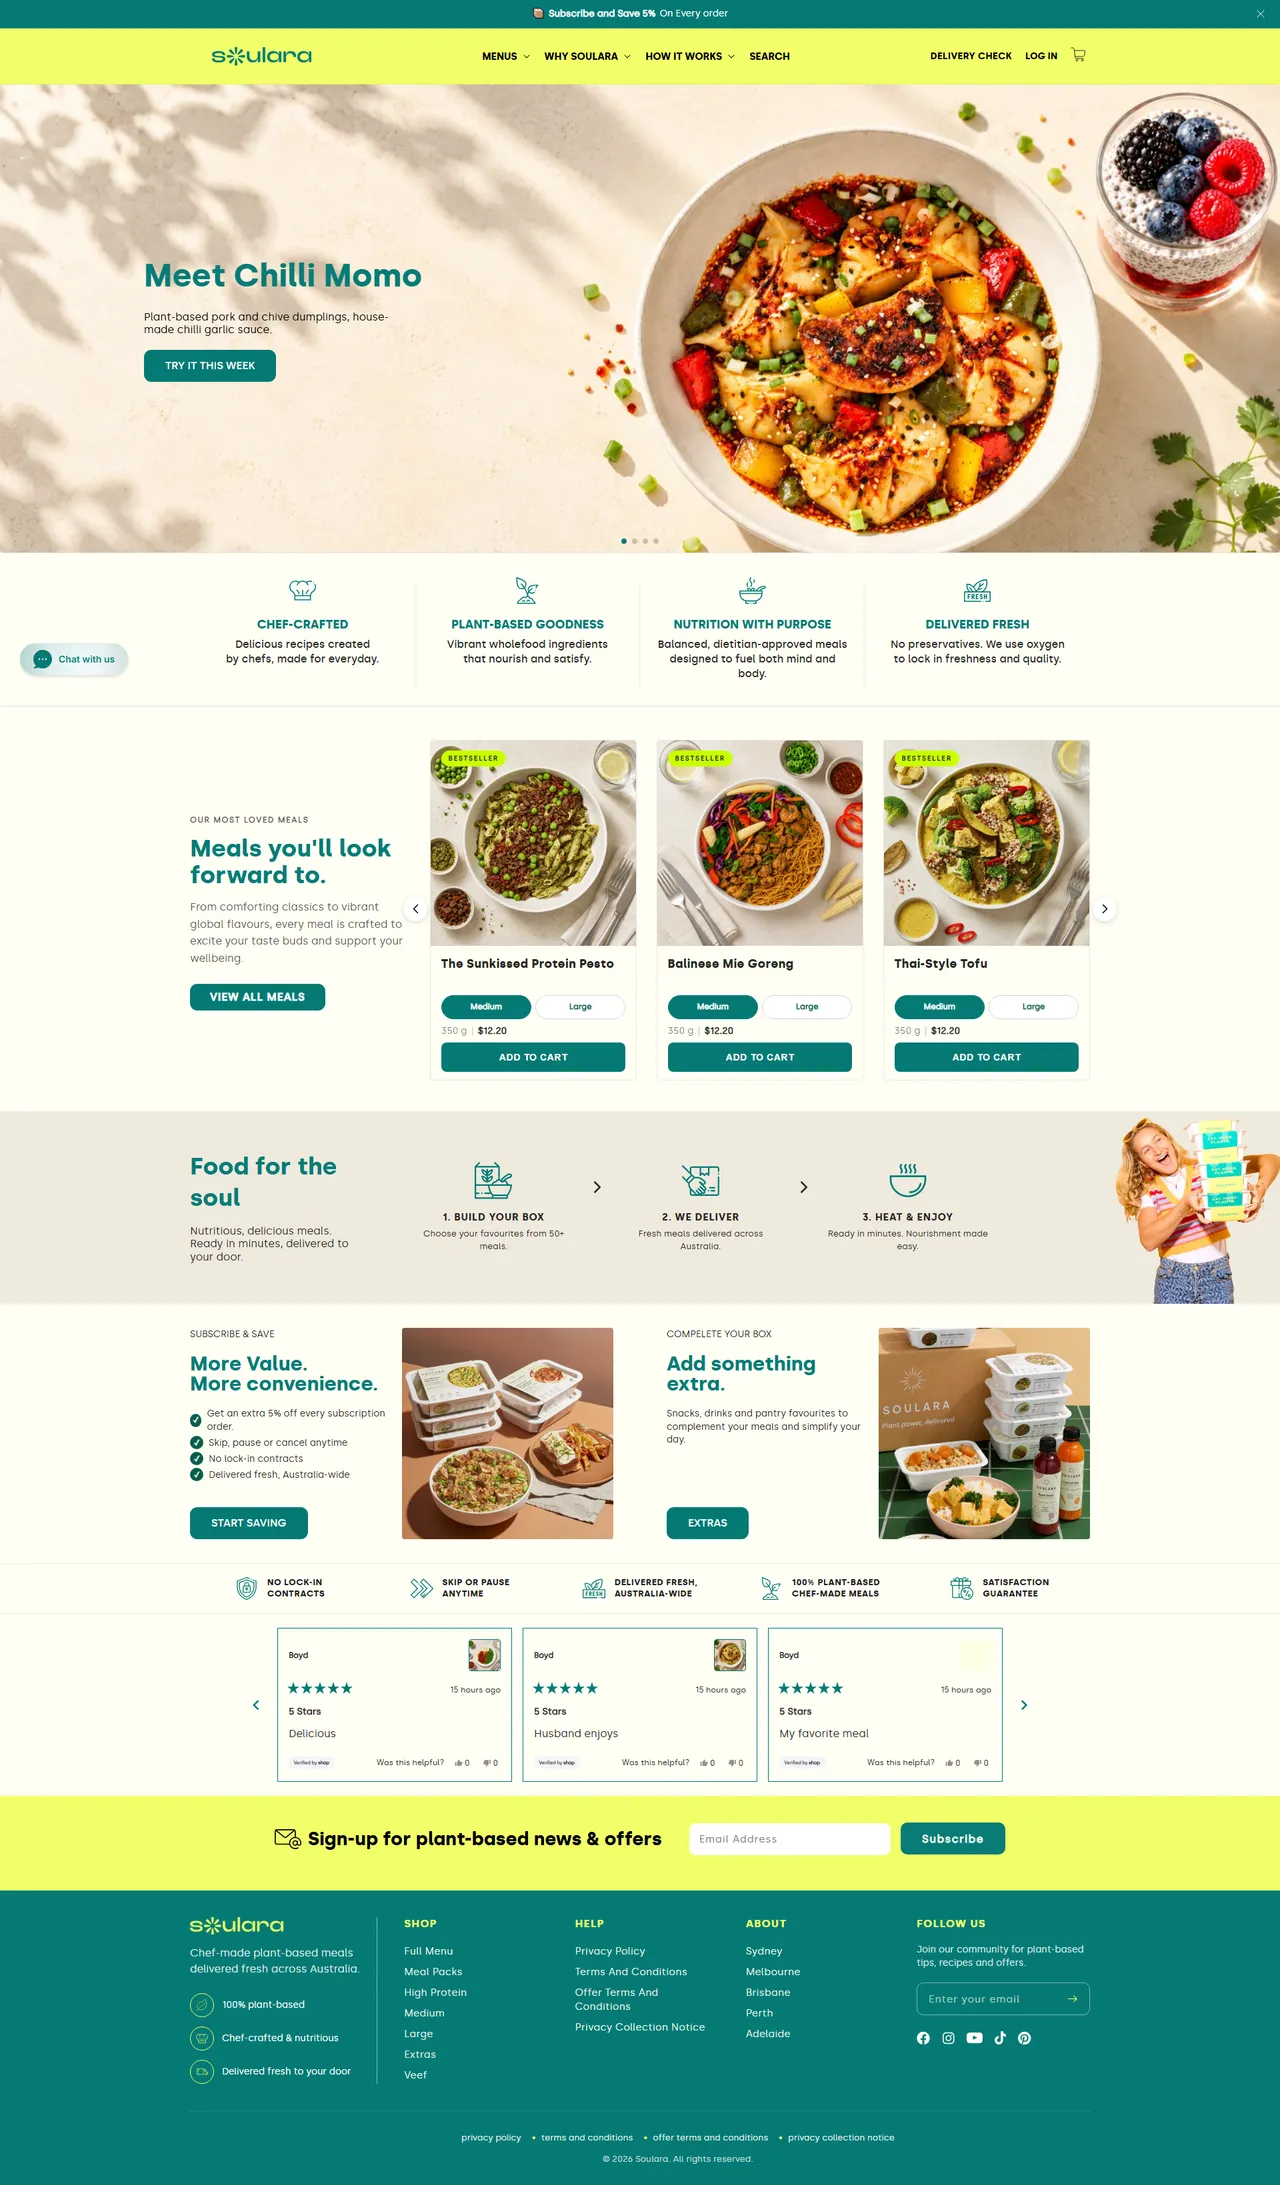 Subscribe and Save 5% On Every order
soulara
MENUS
WHY SOULARA
HOW IT WORKS
SEARCH
DELIVERY CHECK
LOG IN
Meet Chilli Momo
Plant-based pork and chive dumplings, house-
made chilli garlic sauce.
TRY IT THIS WEEK
CHEF-CRAFTED
Delicious recipes created
by chefs, made for everyday.
PLANT-BASED GOODNESS
Vibrant wholefood ingredients
that nourish and satisfy.
NUTRITION WITH PURPOSE
Balanced, dietitian-approved meals
designed to fuel both mind and
body.
FRESH
DELIVERED FRESH
No preservatives. We use oxygen
to lock in freshness and quality.
Chat with us
OUR MOST LOVED MEALS
Meals you'll look
forward to.
From comforting classics to vibrant
global flavours, every meal is crafted to
excite your taste buds and support your
wellbeing.
VIEW ALL MEALS
BESTSELLER
The Sunkissed Protein Pesto
Medium
Large
350 g | $12.20
ADD TO CART
BESTSELLER
Balinese Mie Goreng
Medium
Large
350 g | $12.20
ADD TO CART
BESTSELLER
Thai-Style Tofu
Medium
Large
350 g | $12.20
ADD TO CART
Food for the
soul
Nutritious, delicious meals.
Ready in minutes, delivered to
your door.
1. BUILD YOUR BOX
Choose your favourites from 50+
meals.
2. WE DELIVER
Fresh meals delivered across
Australia.
3. HEAT & ENJOY
Ready in minutes. Nourishment made
easy.
SUBSCRIBE & SAVE
More Value.
More convenience.
Get an extra 5% off every subscription
order.
Skip, pause or cancel anytime
No lock-in contracts
Delivered fresh, Australia-wide
START SAVING
COMPELETE YOUR BOX
Add something
extra.
Snacks, drinks and pantry favourites to
complement your meals and simplify your
day.
EXTRAS
SOULARA
Plant power, delivered
SOULARA
SOULARA
NO LOCK-IN
CONTRACTS
SKIP OR PAUSE
ANYTIME
FRESH
DELIVERED FRESH,
AUSTRALIA-WIDE
100% PLANT-BASED
CHEF-MADE MEALS
SATISFACTION
GUARANTEE
Boyd
15 hours ago
5 Stars
Delicious
Verified by shop
Was this helpful? 0 0
Boyd
15 hours ago
5 Stars
Husband enjoys
Verified by shop
Was this helpful? 0 0
Boyd
15 hours ago
5 Stars
My favorite meal
Verified by shop
Was this helpful? 0 0
Sign-up for plant-based news & offers
Email Address
Subscribe
soulara
Chef-made plant-based meals
delivered fresh across Australia.
100% plant-based
Chef-crafted & nutritious
Delivered fresh to your door
SHOP
Full Menu
Meal Packs
High Protein
Medium
Large
Extras
Veef
HELP
Privacy Policy
Terms And Conditions
Offer Terms And
Conditions
Privacy Collection Notice
ABOUT
Sydney
Melbourne
Brisbane
Perth
Adelaide
FOLLOW US
Join our community for plant-based
tips, recipes and offers.
Enter your email
privacy policy • terms and conditions • offer terms and conditions • privacy collection notice
© 2026 Soulara. All rights reserved.